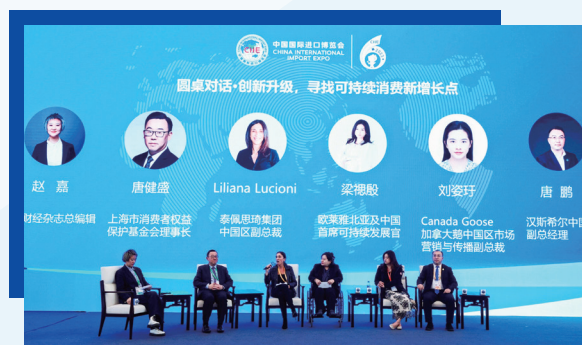 CIIE
中国国际进口博览会
CHINA INTERNATIONAL
IMPORT EXPO
圆桌对话·创新升级，寻找可持续消费新增长点
赵 嘉
财经杂志总编辑
唐健盛
上海市消费者权益
保护基金会理事长
Liliana Lucioni
泰佩思琦集团
中国区副总裁
梁禤殷
欧莱雅北亚及中国
首席可持续发展官
刘姿玗
Canada Goose
加拿大鹅中国区市场
营销与传播副总裁
唐 鹏
汉斯希尔中国
副总经理